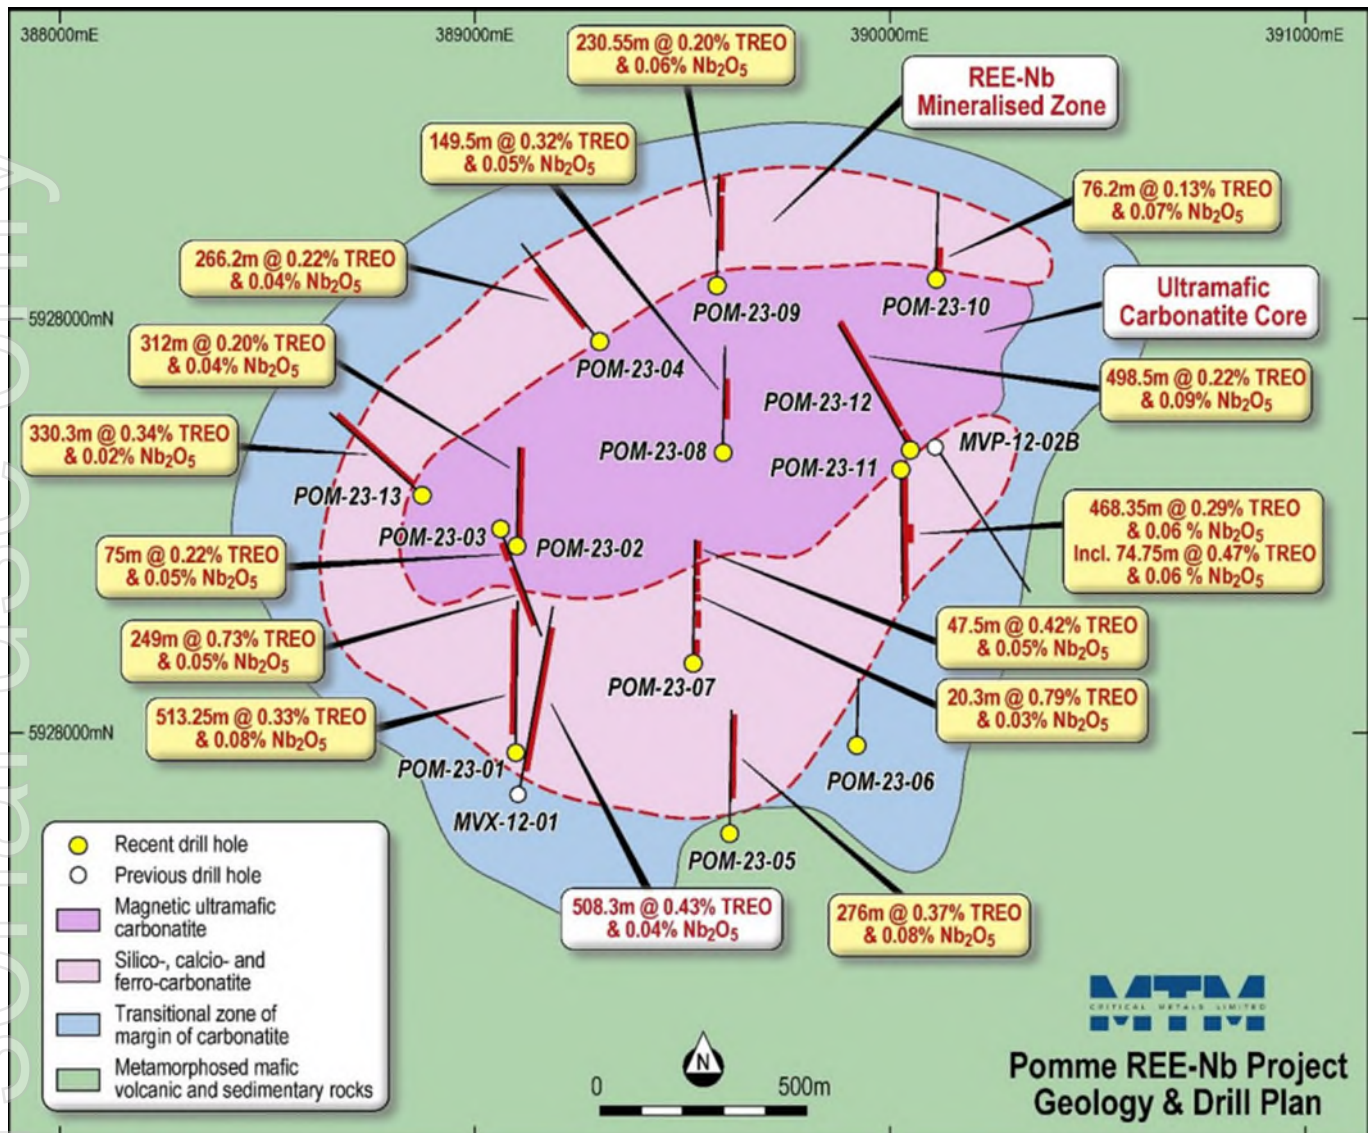 388000mE
389000mE
390000mE
391000mE
230.55m @ 0.20% TREO
& 0.06% Nb₂O₅
REE-Nb
Mineralised Zone
149.5m @ 0.32% TREO
& 0.05% Nb₂O₅
76.2m @ 0.13% TREO
& 0.07% Nb₂O₅
266.2m @ 0.22% TREO
& 0.04% Nb₂O₅
Ultramafic
Carbonatite Core
5928000mN
POM-23-09
POM-23-10
312m @ 0.20% TREO
& 0.04% Nb₂O₅
POM-23-04
498.5m @ 0.22% TREO
& 0.09% Nb₂O₅
POM-23-12
330.3m @ 0.34% TREO
& 0.02% Nb₂O₅
POM-23-08
MVP-12-02B
POM-23-11
POM-23-13
468.35m @ 0.29% TREO
& 0.06 % Nb₂O₅
Incl. 74.75m @ 0.47% TREO
& 0.06 % Nb₂O₅
POM-23-03
POM-23-02
75m @ 0.22% TREO
& 0.05% Nb₂O₅
249m @ 0.73% TREO
& 0.05% Nb₂O₅
47.5m @ 0.42% TREO
& 0.05% Nb₂O₅
POM-23-07
20.3m @ 0.79% TREO
& 0.03% Nb₂O₅
513.25m @ 0.33% TREO
& 0.08% Nb₂O₅
5928000mN
POM-23-01
POM-23-06
MVX-12-01
POM-23-05
508.3m @ 0.43% TREO
& 0.04% Nb₂O₅
276m @ 0.37% TREO
& 0.08% Nb₂O₅
Recent drill hole
Previous drill hole
Magnetic ultramafic
carbonatite
Silico-, calcio- and
ferro-carbonatite
Transitional zone of
margin of carbonatite
Metamorphosed mafic
volcanic and sedimentary rocks
N
0 500m
MTM
CRITICAL METALS LIMITED
Pomme REE-Nb Project
Geology & Drill Plan